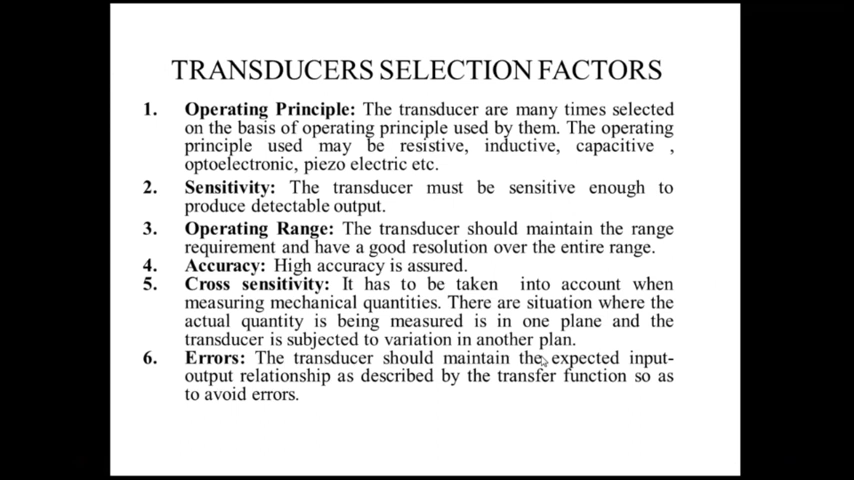 TRANSDUCERS SELECTION FACTORS
1. Operating Principle: The transducer are many times selected
on the basis of operating principle used by them. The operating
principle used may be resistive, inductive, capacitive ,
optoelectronic, piezo electric etc.
2. Sensitivity: The transducer must be sensitive enough to
produce detectable output.
3. Operating Range: The transducer should maintain the range
requirement and have a good resolution over the entire range.
4. Accuracy: High accuracy is assured.
5. Cross sensitivity: It has to be taken into account when
measuring mechanical quantities. There are situation where the
actual quantity is being measured is in one plane and the
transducer is subjected to variation in another plan.
6. Errors: The transducer should maintain the expected input-
output relationship as described by the transfer function so as
to avoid errors.